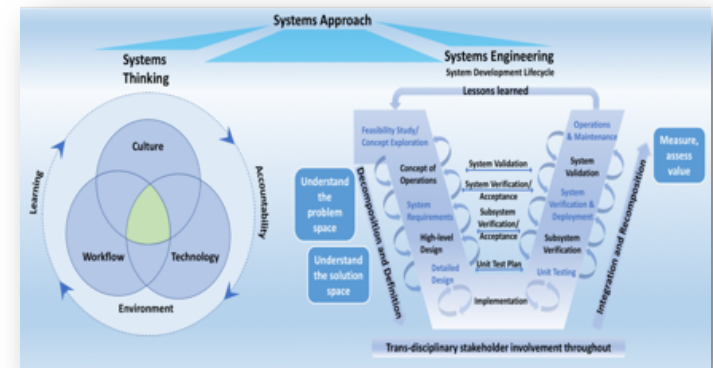 Systems Approach
Systems
Thinking
Culture
Learning
Accountability
Workflow
Technology
Environment
Systems Engineering
System Development Lifecycle
Lessons learned
Feasibility Study/
Concept Exploration
Concept of
Operations
System
Requirements
High-level
Design
Detailed
Design
Implementation
System Validation
System Verification/
Acceptance
Subsystem
Verification/
Acceptance
Unit Test Plan
Operations
& Maintenance
System
Validation
System
Verification &
Deployment
Subsystem
Verification
Unit Testing
Understand
the
problem
space
Understand
the solution
space
Decomposition and Definition
Integration and Recomposition
Measure,
assess
value
Trans-disciplinary stakeholder involvement throughout